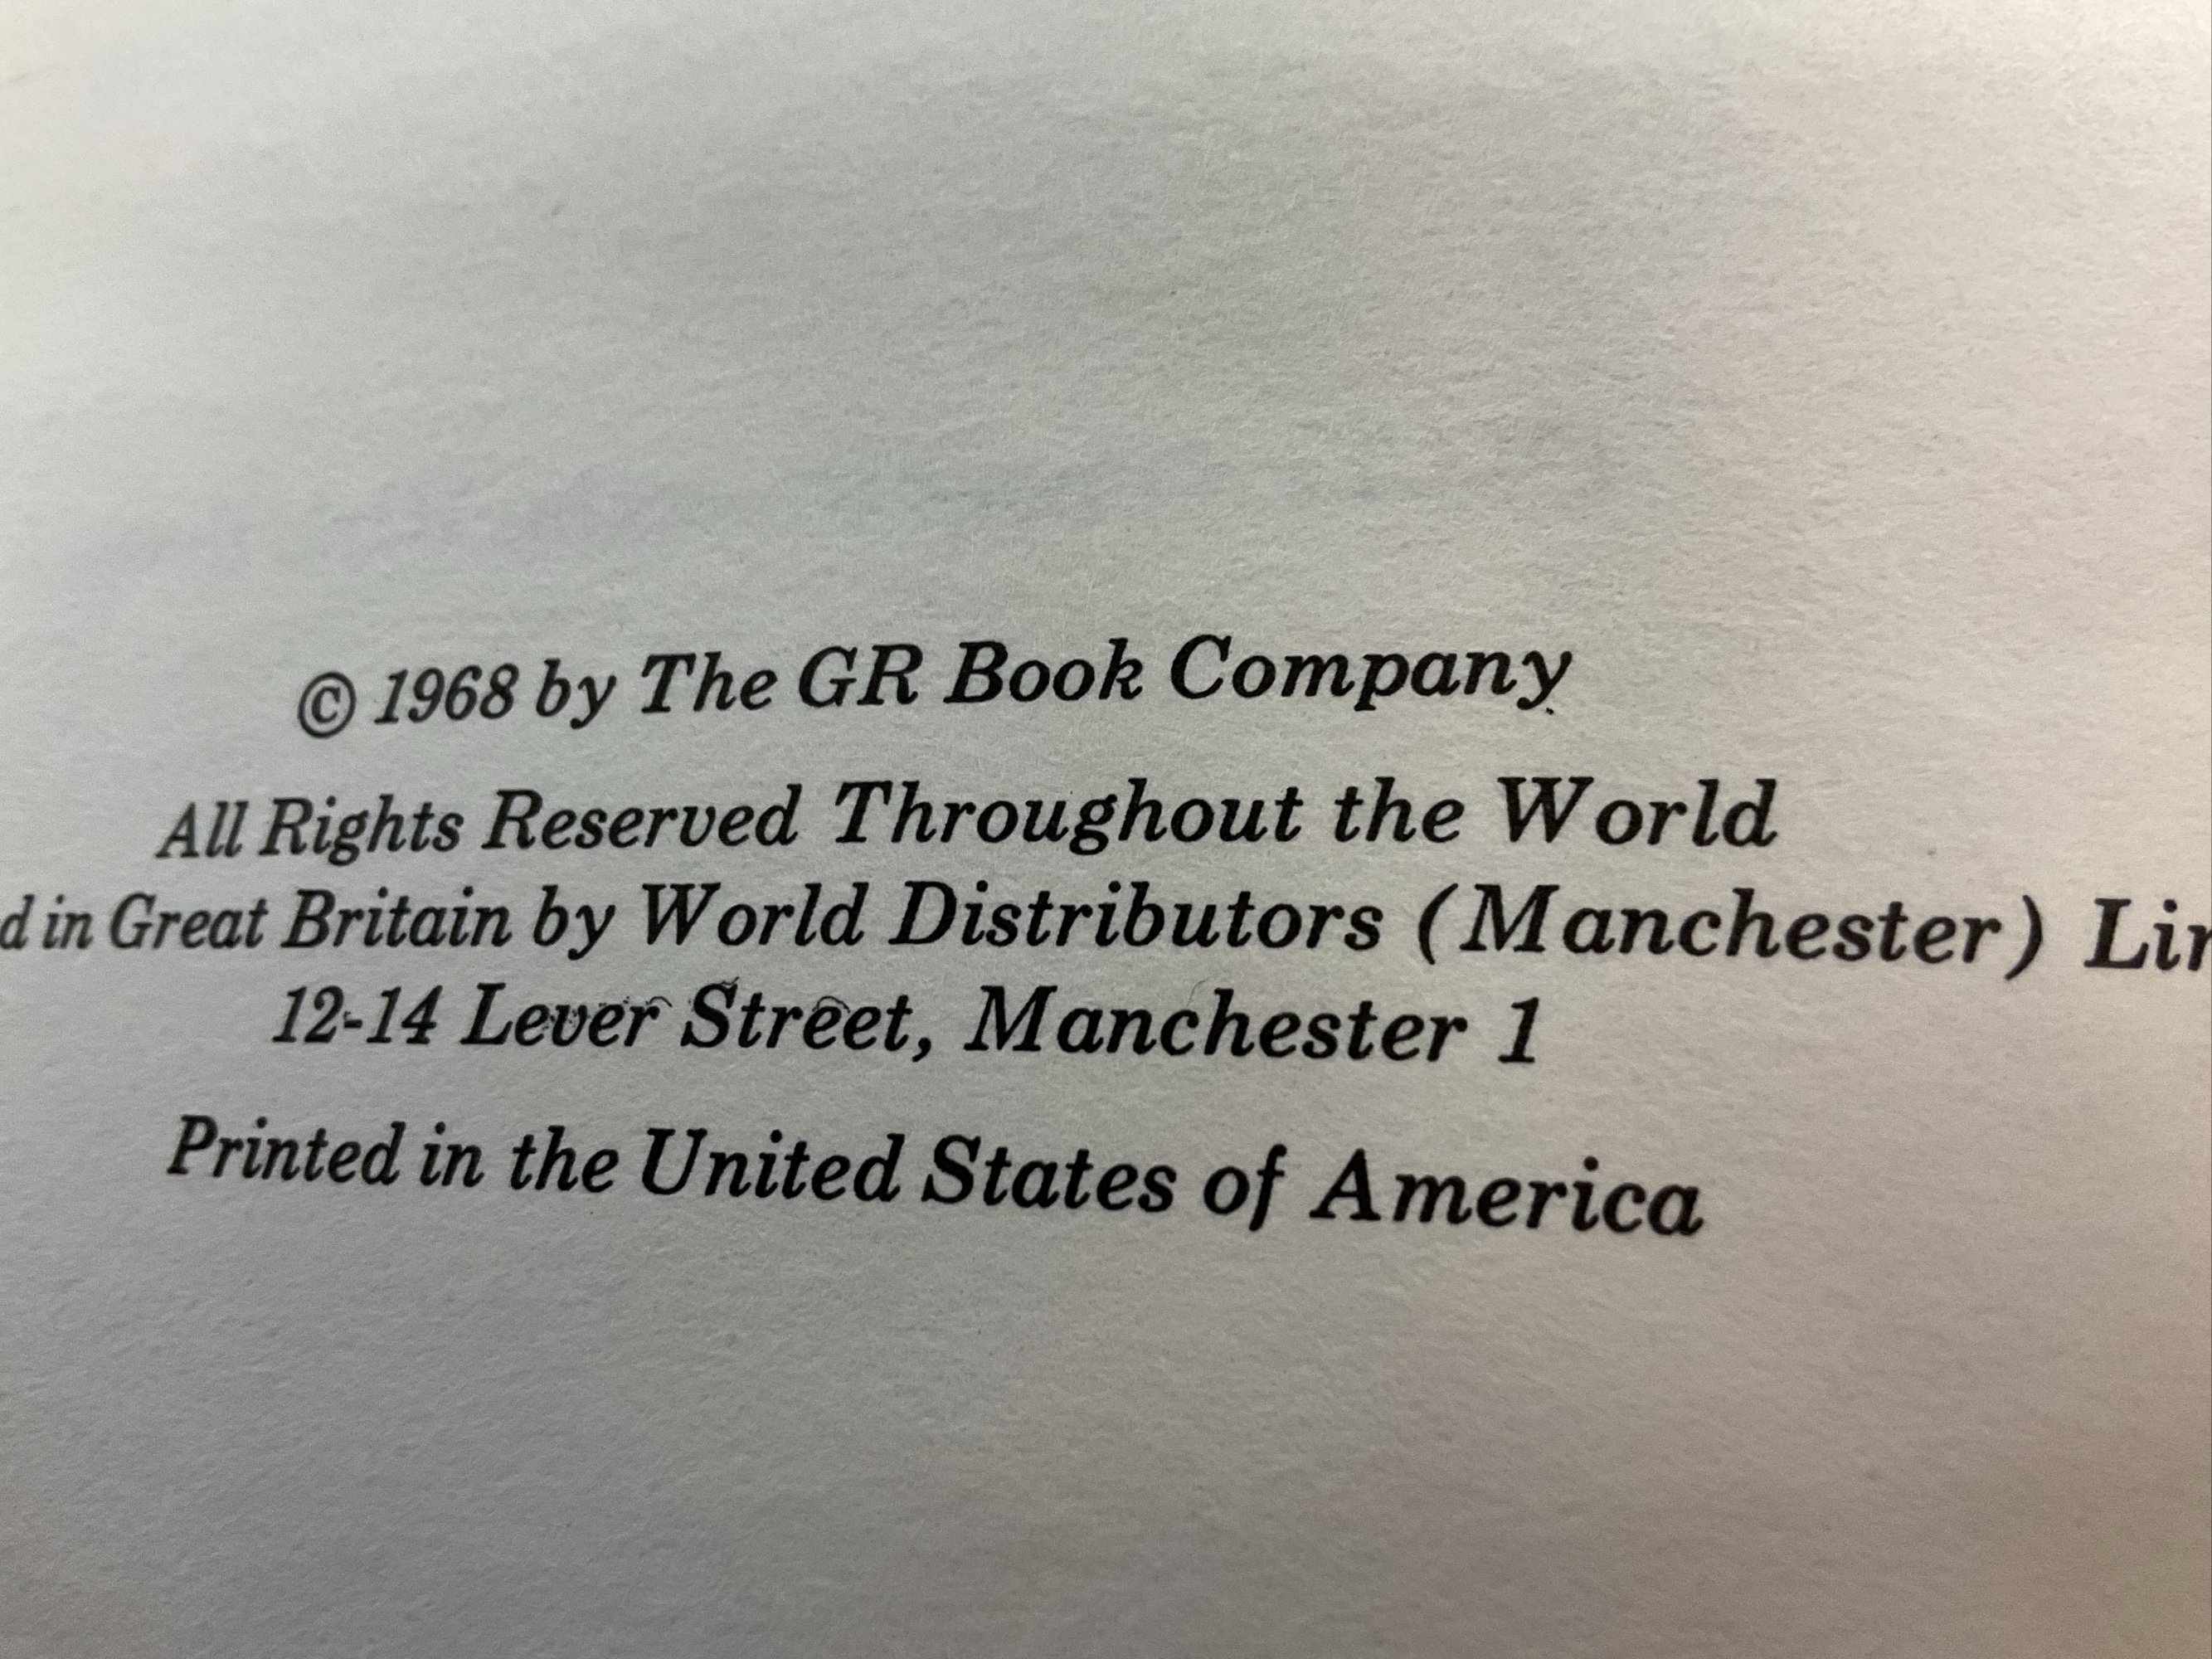 © 1968 by The GR Book Company
All Rights Reserved Throughout the World
in Great Britain by World Distributors (Manchester)
12-14 Lever Street, Manchester 1
Printed in the United States of America